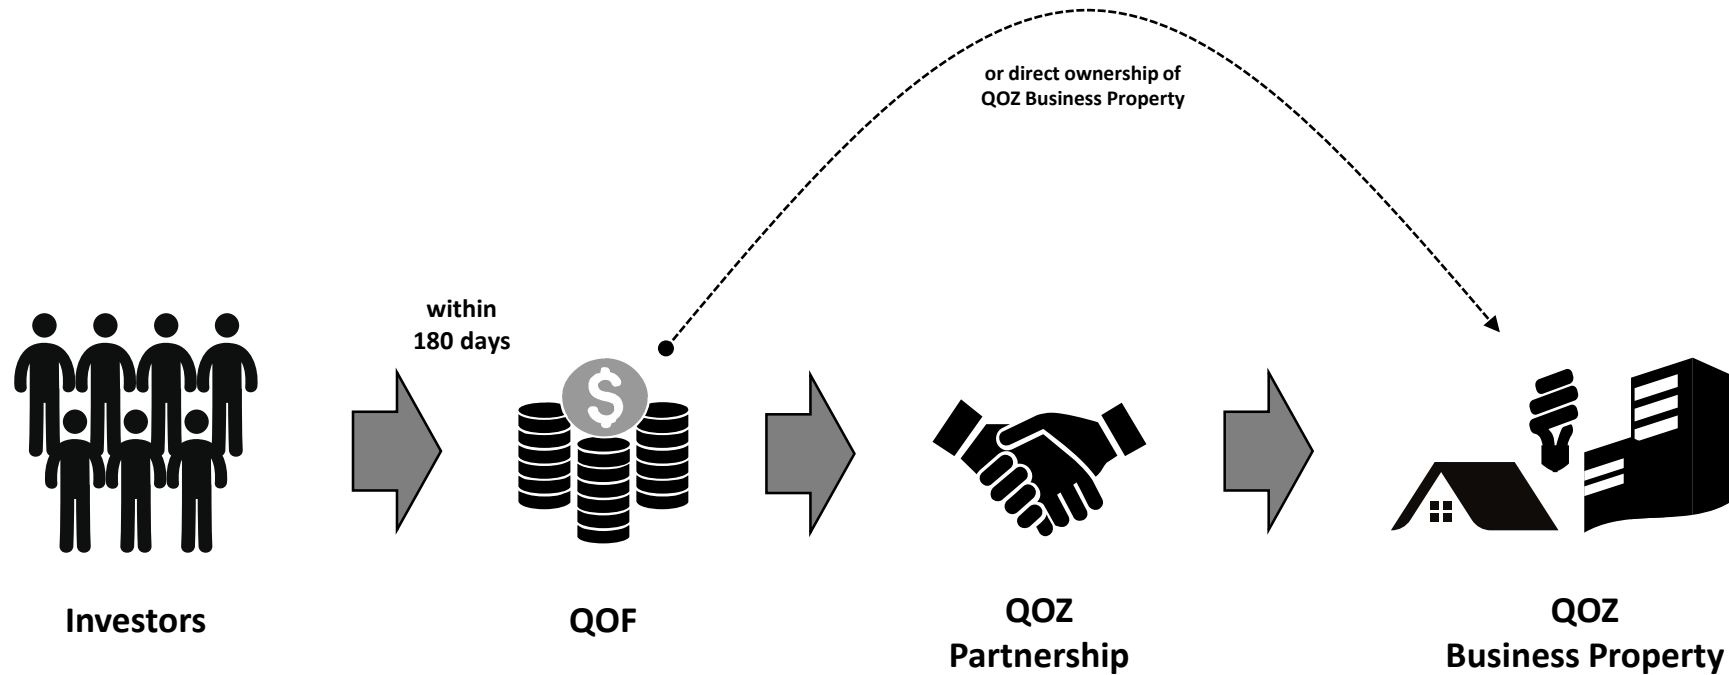 or direct ownership of
QOZ Business Property
within
180 days
$
Investors
QOF
QOZ
Partnership
QOZ
Business Property